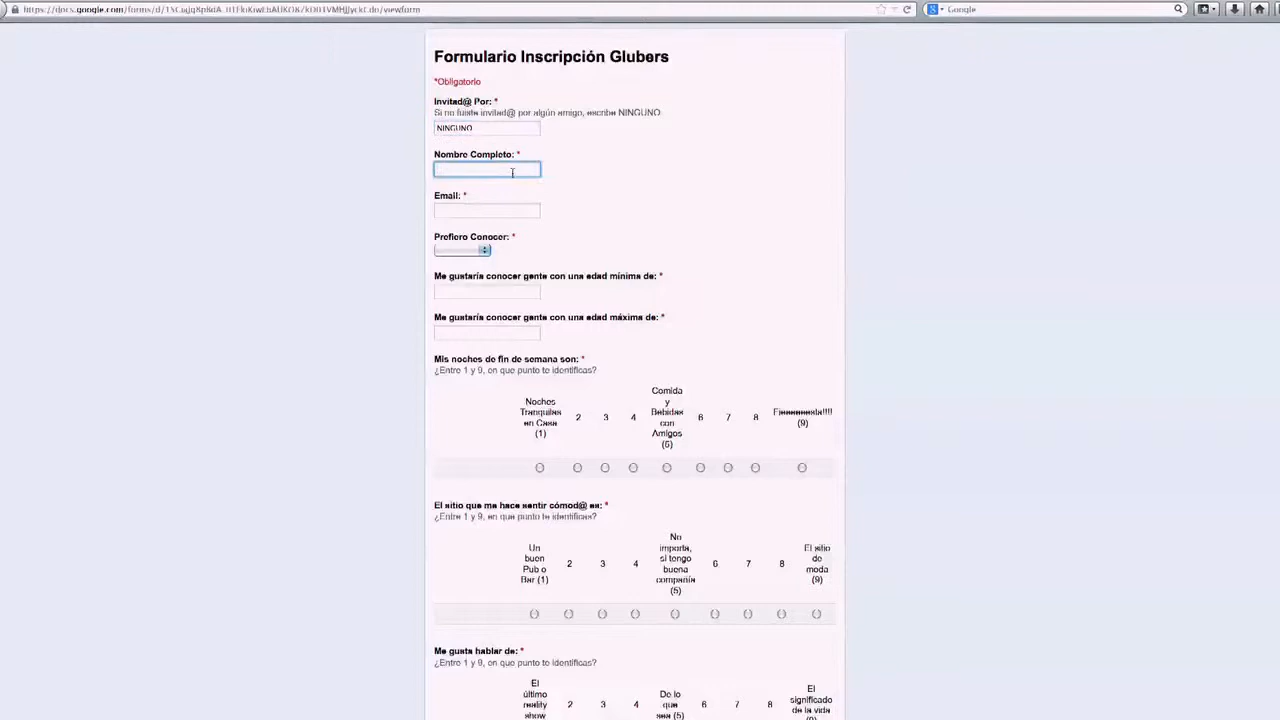 Google
Formulario Inscripción Glubers
*Obligatorio
Invitad@ Por: *
Si no fuiste invitad@ por algún amigo, escribe NINGUNO
NINGUNO
Nombre Completo: *
Email: *
Prefiero Conocer: *
Me gustaría conocer gente con una edad mínima de: *
Me gustaría conocer gente con una edad máxima de: *
Mis noches de fin de semana son: *
¿Entre 1 y 9, en que punto te identificas?
Noches Tranquilas en Casa (1)
2
3
4
Comida y Bebidas con Amigos (5)
6
7
8
(9)
El sitio que me hace sentir cómod@ es: *
¿Entre 1 y 9, en que punto te identificas?
Un buen Pub o Bar (1)
2
3
4
No importa, si tengo buena compañía (5)
6
7
8
El sitio de moda (9)
Me gusta hablar de: *
¿Entre 1 y 9, en que punto te identificas?
El último reality show
2
3
4
De lo que sea (5)
6
7
8
El significado de la vida (9)